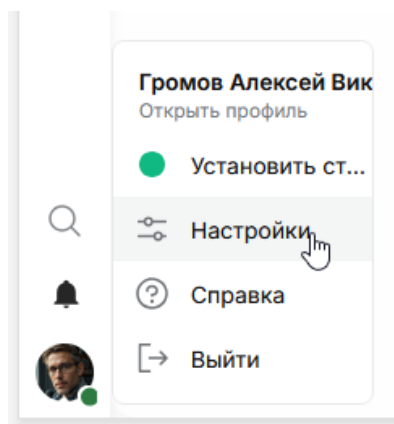 Громов Алексей Вик
Открыть профиль
Установить ст...
Настройки
Справка
Выйти